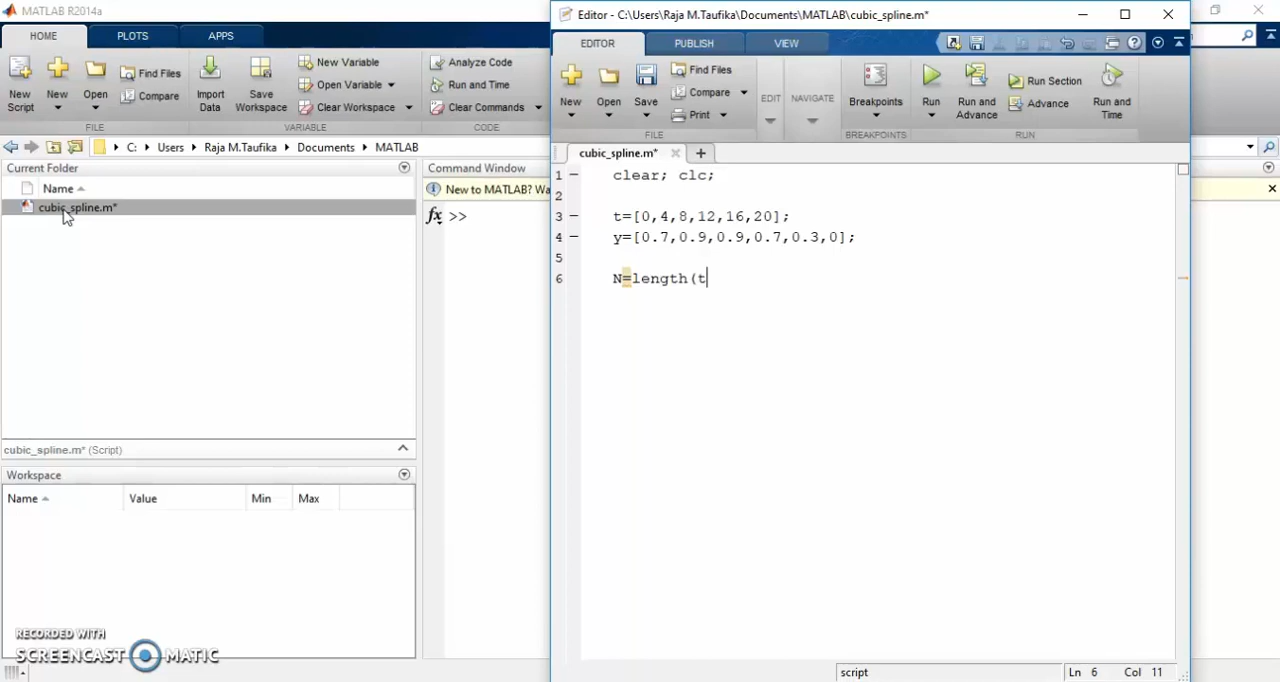 MATLAB R2014a
HOME PLOTS APPS
New Script
New
Open
Find Files
Compare
Import Data
Save Workspace
New Variable
Open Variable
Clear Workspace
Analyze Code
Run and Time
Clear Commands
FILE VARIABLE CODE
C: Users Raja M.Taufika Documents MATLAB
Current Folder
Name
cubic_spline.m*
cubic_spline.m* (Script)
Workspace
Name Value Min Max
RECORDED WITH
SCREENCAST MATIC
Command Window
New to MATLAB? Wa
fx >>
Editor - C:\Users\Raja M.Taufika\Documents\MATLAB\cubic_spline.m*
EDITOR PUBLISH VIEW
New
Open
Save
Find Files
Compare
Print
EDIT
NAVIGATE
Breakpoints
Run
Run and Advance
Run Section
Advance
Run and Time
FILE BREAKPOINTS RUN
cubic_spline.m*
1 clear; clc;
2
3 t=[0,4,8,12,16,20];
4 y=[0.7,0.9,0.9,0.7,0.3,0];
5
6 N=length(t
script Ln 6 Col 11